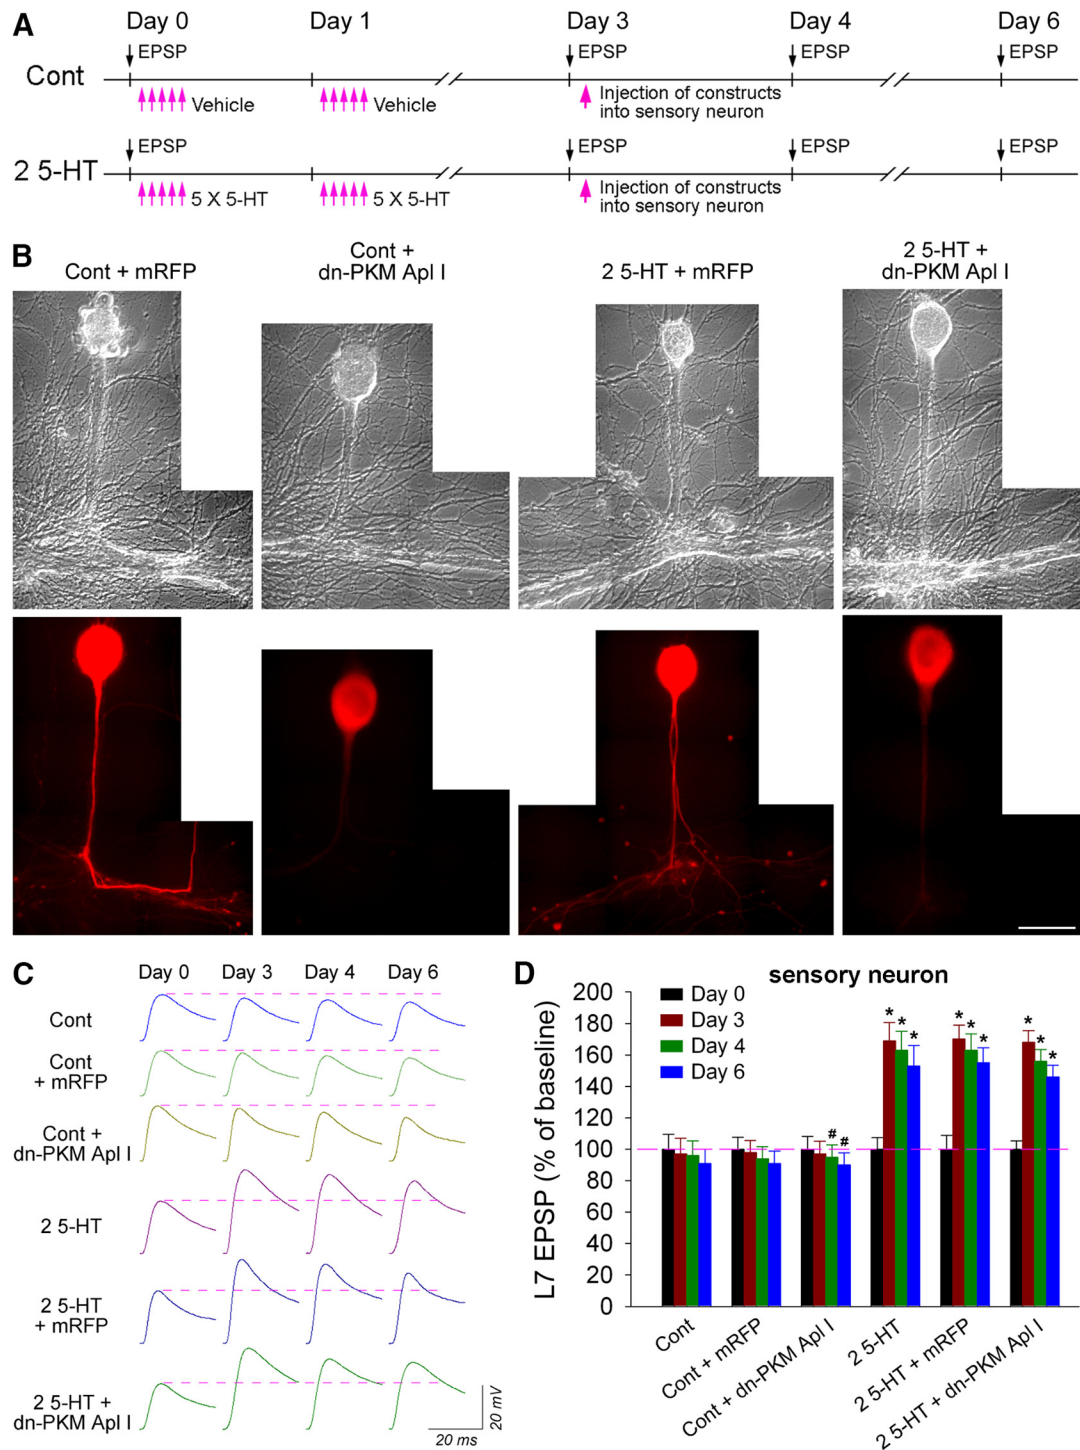 A
Day 0 Day 1 Day 3 Day 4 Day 6
EPSP EPSP EPSP EPSP
Cont
Vehicle Vehicle Injection of constructs
into sensory neuron
EPSP EPSP EPSP EPSP
2 5-HT
5 X 5-HT 5 X 5-HT Injection of constructs
into sensory neuron
B
Cont + mRFP
Cont +
dn-PKM Apl I
2 5-HT + mRFP
2 5-HT +
dn-PKM Apl I
C
Day 0 Day 3 Day 4 Day 6
Cont
Cont
+ mRFP
Cont +
dn-PKM Apl I
2 5-HT
2 5-HT
+ mRFP
2 5-HT +
dn-PKM Apl I
20 mV
20 ms
D
sensory neuron
L7 EPSP (% of baseline)
200
180
160
140
120
100
80
60
40
20
0
Day 0
Day 3
Day 4
Day 6
# #
* * * * * * * * *
Cont
Cont + mRFP
Cont + dn-PKM Apl I
2 5-HT
2 5-HT + mRFP
2 5-HT + dn-PKM Apl I